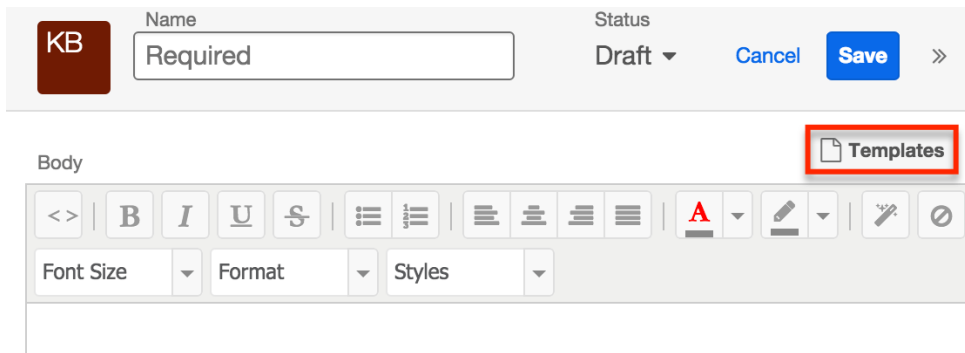 Name
Status
KB
Required
Draft
Cancel
Save
Templates
Body
B I U S A
Font Size
Format
Styles